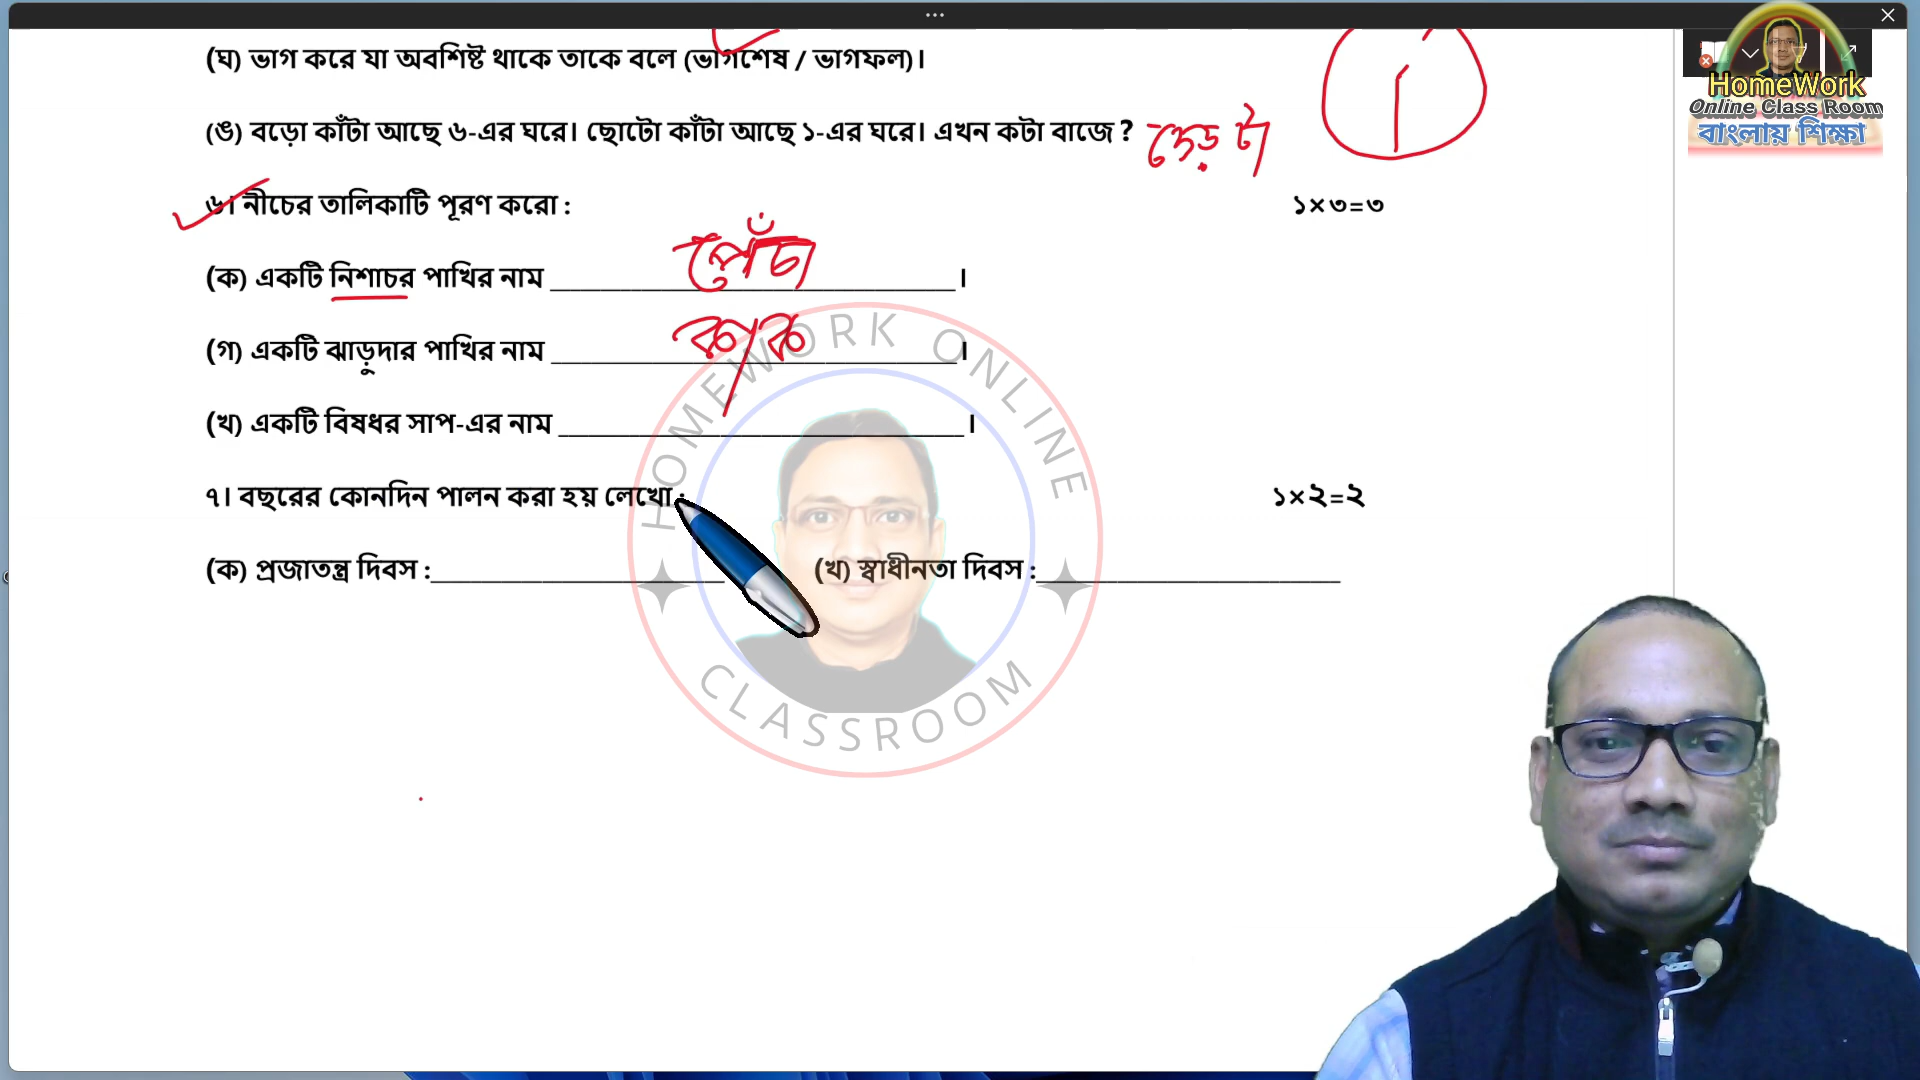 (ঘ) ভাগ করে যা অবশিষ্ট থাকে তাকে বলে (ভাগশেষ / ভাগফল)।
(ঙ) বড়ো কাঁটা আছে ৬-এর ঘরে। ছোটো কাঁটা আছে ১-এর ঘরে। এখন কটা বাজে ? দেড় টা
৬। নীচের তালিকাটি পূরণ করো : ১×৩=৩
(ক) একটি নিশাচর পাখির নাম পেঁচা ।
(গ) একটি ঝাড়ুদার পাখির নাম কাক ।
(খ) একটি বিষধর সাপ-এর নাম ।
৭। বছরের কোনদিন পালন করা হয় লেখো : ১×২=২
(ক) প্রজাতন্ত্র দিবস : (খ) স্বাধীনতা দিবস :
HOMEWORK ONLINE
CLASSROOM
HomeWork
Online Class Room
বাংলায় শিক্ষা